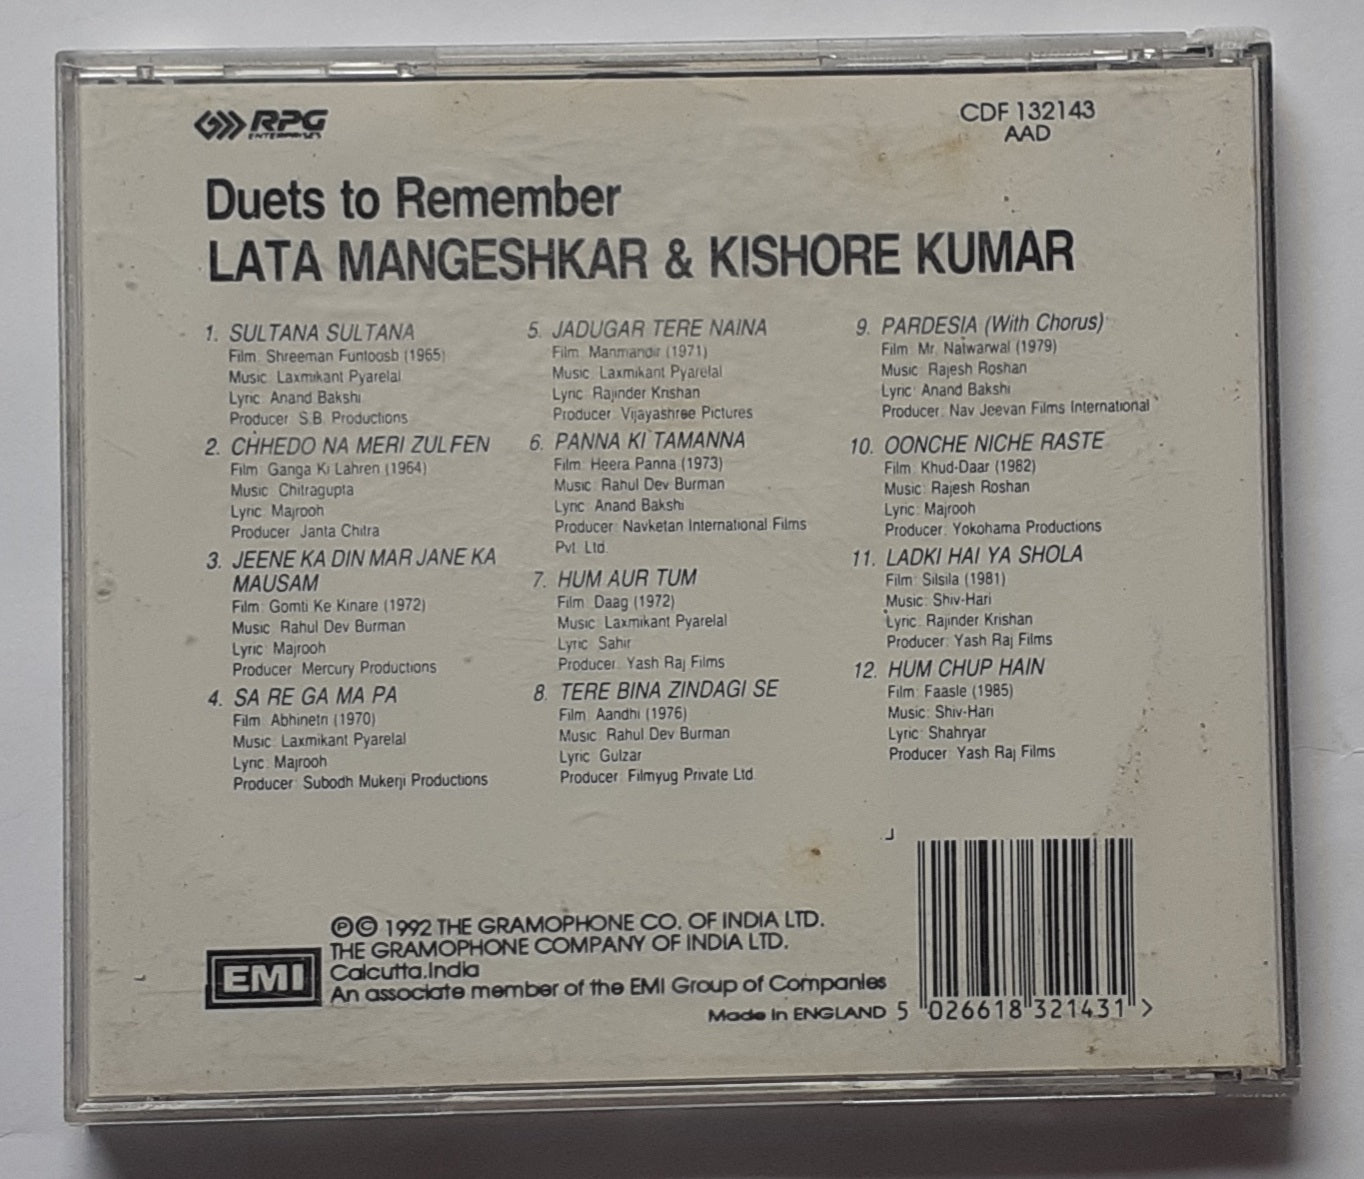 RPG
ENTERPRISES
CDF 132143
AAD
Duets to Remember
LATA MANGESHKAR & KISHORE KUMAR
1. SULTANA SULTANA
Film: Shreeman Funtoosb (1965)
Music: Laxmikant Pyarelal
Lyric: Anand Bakshi
Producer: S.B. Productions
2. CHHEDO NA MERI ZULFEN
Film: Ganga Ki Lahren (1964)
Music: Chitragupta
Lyric: Majrooh
Producer: Janta Chitra
3. JEENE KA DIN MAR JANE KA
MAUSAM
Film: Gomti Ke Kinare (1972)
Music: Rahul Dev Burman
Lyric: Majrooh
Producer: Mercury Productions
4. SA RE GA MA PA
Film: Abhinetri (1970)
Music: Laxmikant Pyarelal
Lyric: Majrooh
Producer: Subodh Mukerji Productions
5. JADUGAR TERE NAINA
Film: Manmandir (1971)
Music: Laxmikant Pyarelal
Lyric: Rajinder Krishan
Producer: Vijayashree Pictures
6. PANNA KI TAMANNA
Film: Heera Panna (1973)
Music: Rahul Dev Burman
Lyric: Anand Bakshi
Producer: Navketan International Films
Pvt. Ltd.
7. HUM AUR TUM
Film: Daag (1972)
Music: Laxmikant Pyarelal
Lyric: Sahir
Producer: Yash Raj Films
8. TERE BINA ZINDAGI SE
Film: Aandhi (1976)
Music: Rahul Dev Burman
Lyric: Gulzar
Producer: Filmyug Private Ltd.
9. PARDESIA (With Chorus)
Film: Mr. Natwarwal (1979)
Music: Rajesh Roshan
Lyric: Anand Bakshi
Producer: Nav Jeevan Films International
10. OONCHE NICHE RASTE
Film: Khud-Daar (1982)
Music: Rajesh Roshan
Lyric: Majrooh
Producer: Yokohama Productions
11. LADKI HAI YA SHOLA
Film: Silsila (1981)
Music: Shiv-Hari
Lyric: Rajinder Krishan
Producer: Yash Raj Films
12. HUM CHUP HAIN
Film: Faasle (1985)
Music: Shiv-Hari
Lyric: Shahryar
Producer: Yash Raj Films
℗© 1992 THE GRAMOPHONE CO. OF INDIA LTD.
THE GRAMOPHONE COMPANY OF INDIA LTD.
Calcutta.India
An associate member of the EMI Group of Companies
EMI
Made in ENGLAND
5 026618 321431 >